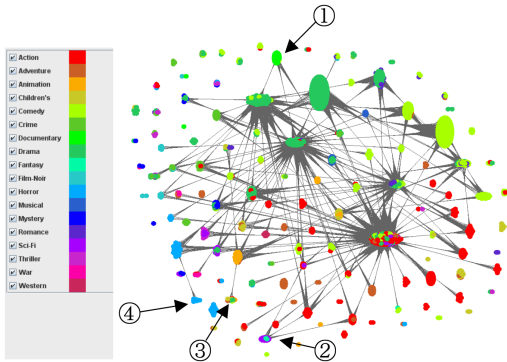 ①
Action
Adventure
Animation
Children's
Comedy
Crime
Documentary
Drama
Fantasy
Film-Noir
Horror
Musical
Mystery
Romance
Sci-Fi
Thriller
War
Western
④
③
②